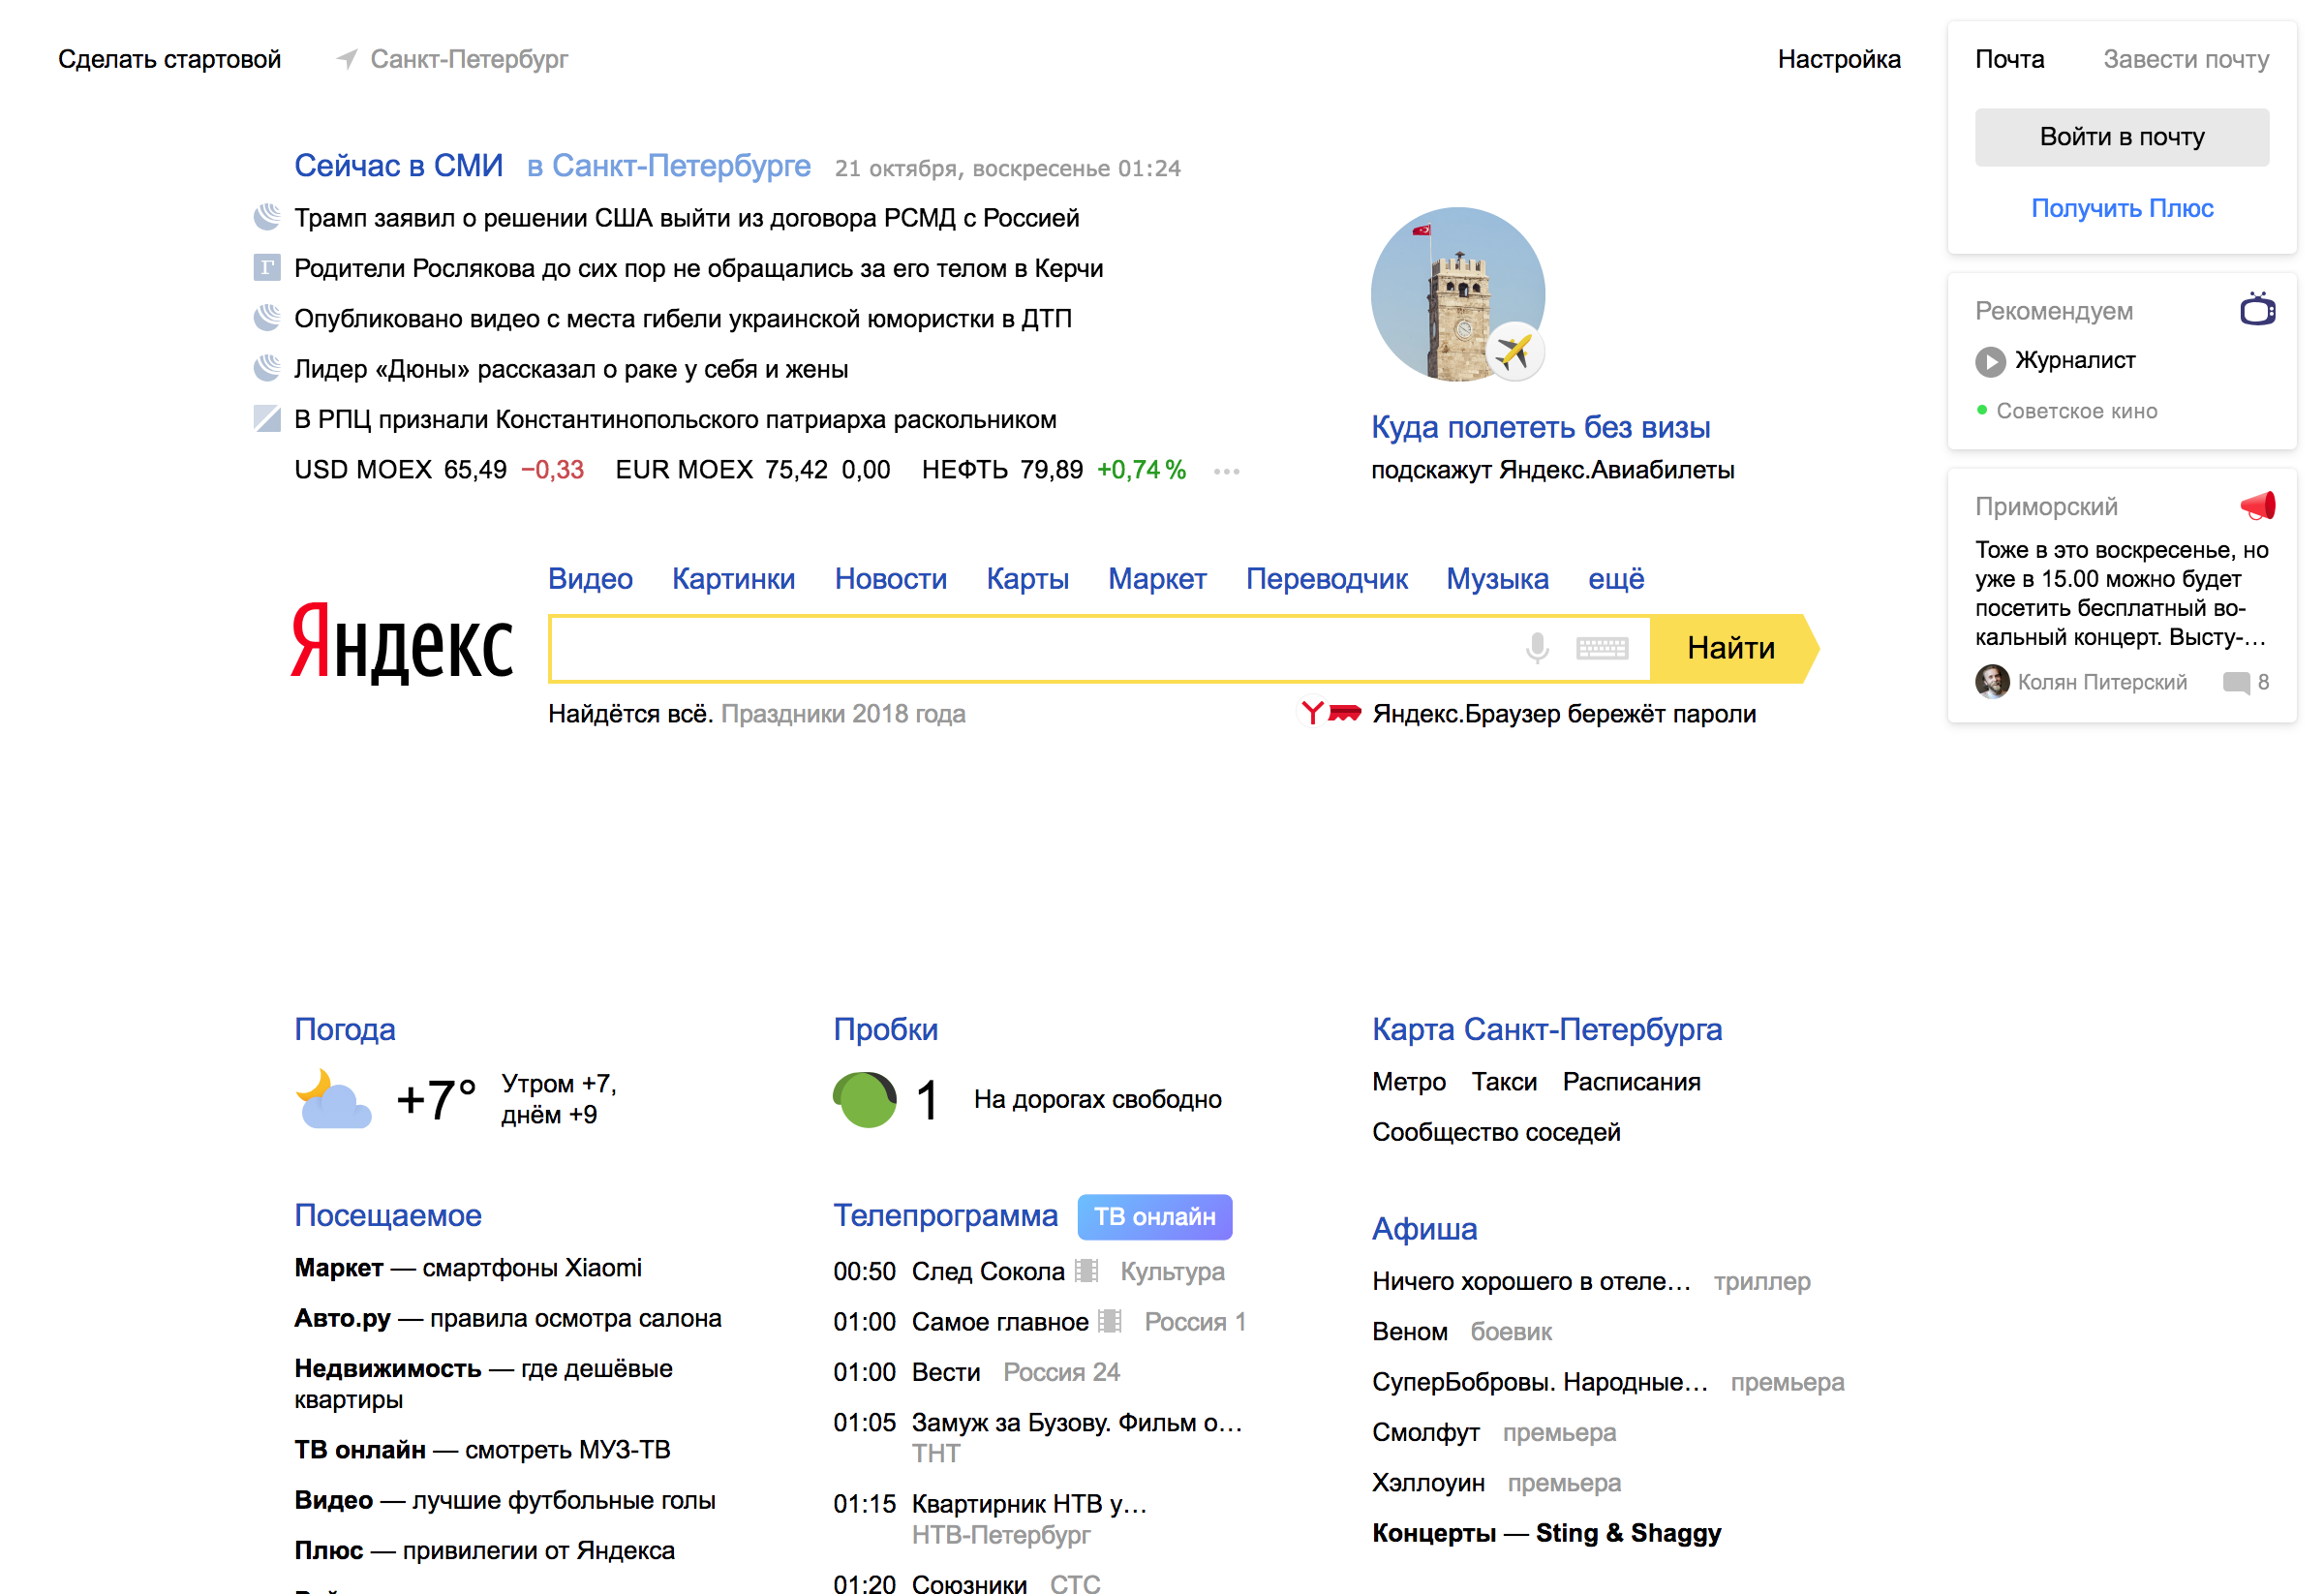 Сделать стартовой
Санкт-Петербург
Настройка
Почта
Завести почту
Войти в почту
Получить Плюс
Сейчас в СМИ в Санкт-Петербурге 21 октября, воскресенье 01:24
Трамп заявил о решении США выйти из договора РСМД с Россией
Г
Родители Рослякова до сих пор не обращались за его телом в Керчи
Опубликовано видео с места гибели украинской юмористки в ДТП
Лидер «Дюны» рассказал о раке у себя и жены
В РПЦ признали Константинопольского патриарха раскольником
USD MOEX 65,49 −0,33 EUR MOEX 75,42 0,00 НЕФТЬ 79,89 +0,74% •••
Куда полететь без визы
подскажут Яндекс.Авиабилеты
Рекомендуем
Журналист
Советское кино
Приморский
Тоже в это воскресенье, но
уже в 15.00 можно будет
посетить бесплатный во-
кальный концерт. Высту-...
Колян Питерский 8
Видео Картинки Новости Карты Маркет Переводчик Музыка ещё
Яндекс
Найти
Найдётся всё. Праздники 2018 года
Яндекс.Браузер бережёт пароли
Погода
+7°
Утром +7,
днём +9
Пробки
1 На дорогах свободно
Карта Санкт-Петербурга
Метро Такси Расписания
Сообщество соседей
Посещаемое
Маркет — смартфоны Xiaomi
Авто.ру — правила осмотра салона
Недвижимость — где дешёвые
квартиры
ТВ онлайн — смотреть МУЗ-ТВ
Видео — лучшие футбольные голы
Плюс — привилегии от Яндекса
Телепрограмма ТВ онлайн
00:50 След Сокола Культура
01:00 Самое главное Россия 1
01:00 Вести Россия 24
01:05 Замуж за Бузову. Фильм о...
ТНТ
01:15 Квартирник НТВ у...
НТВ-Петербург
01:20 Союзники СТС
Афиша
Ничего хорошего в отеле... триллер
Веном боевик
СуперБобровы. Народные... премьера
Смолфут премьера
Хэллоуин премьера
Концерты — Sting & Shaggy